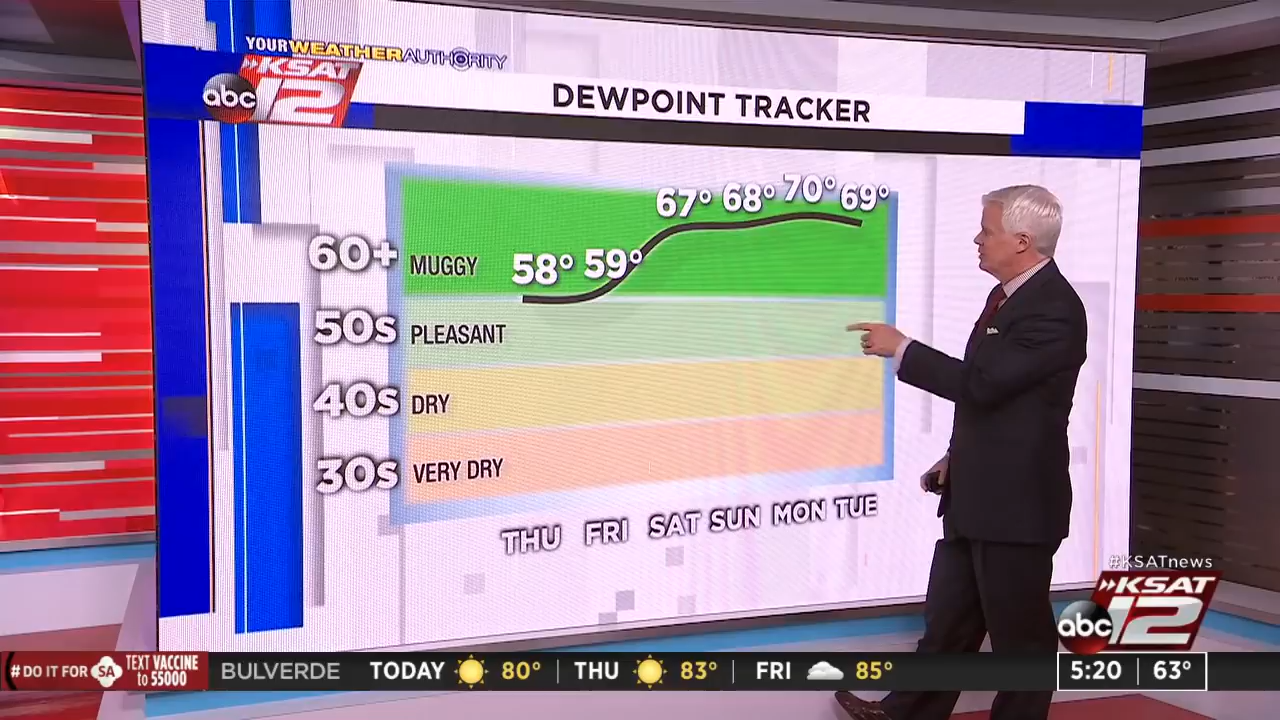 YOUR WEATHER AUTHORITY
KSAT
abc 12
DEWPOINT TRACKER
67° 68° 70° 69°
58° 59°
60+ MUGGY
50s PLEASANT
40s DRY
30s VERY DRY
THU FRI SAT SUN MON TUE
#KSATnews
KSAT
abc 12
#DO IT FOR SA TEXT VACCINE to 55000 BULVERDE TODAY 80° THU 83° FRI 85° 5:20 63°